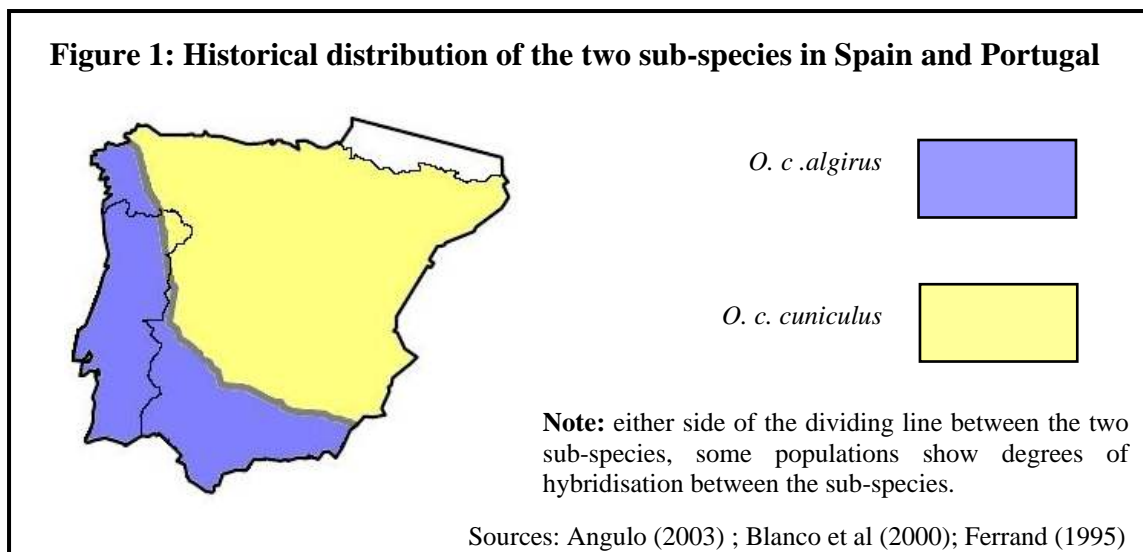 Figure 1: Historical distribution of the two sub-species in Spain and Portugal
O. c .algirus
O. c. cuniculus
Note: either side of the dividing line between the two
sub-species, some populations show degrees of
hybridisation between the sub-species.
Sources: Angulo (2003) ; Blanco et al (2000); Ferrand (1995)